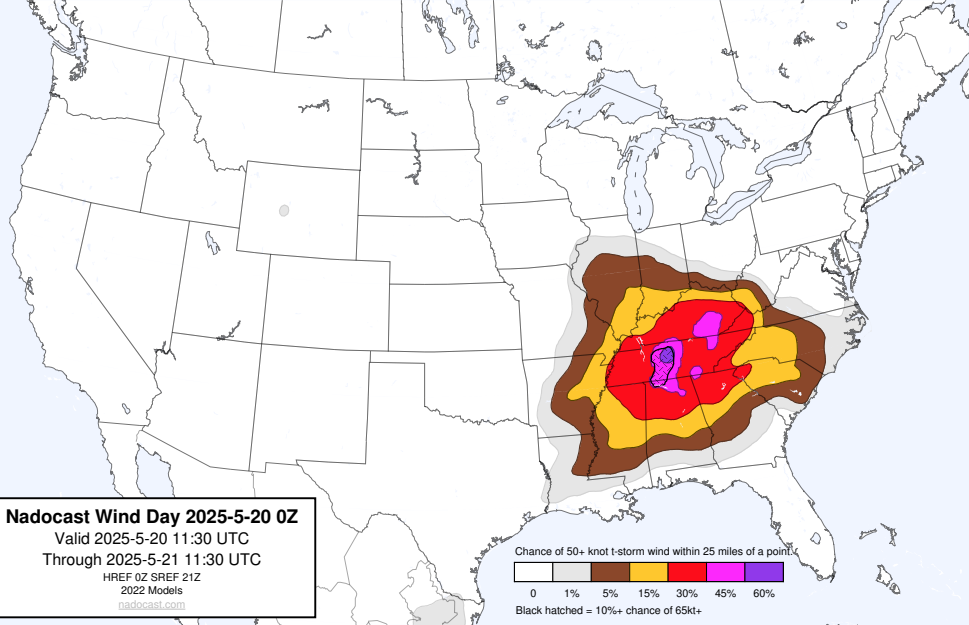 Nadocast Wind Day 2025-5-20 0Z
Valid 2025-5-20 11:30 UTC
Through 2025-5-21 11:30 UTC
HREF 0Z SREF 21Z
2022 Models
nadocast.com
Chance of 50+ knot t-storm wind within 25 miles of a point.
0 1% 5% 15% 30% 45% 60%
Black hatched = 10%+ chance of 65kt+